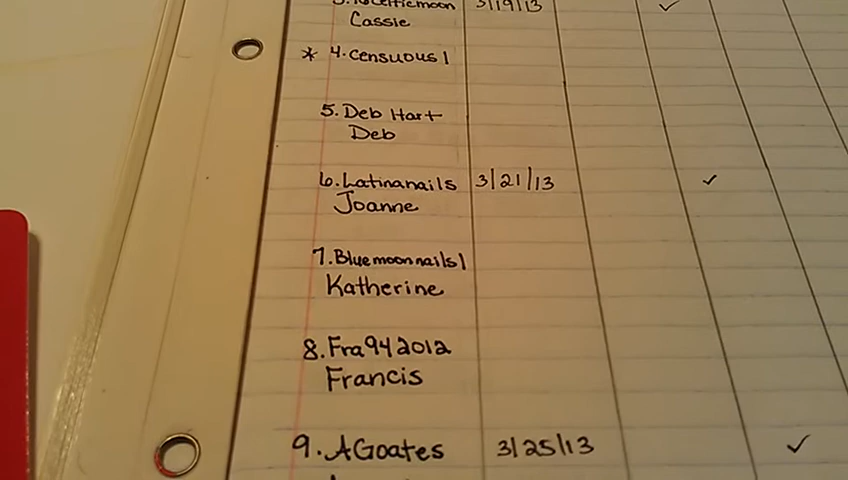 3/19/13 ✓
Cassie
* 4. Censuous1
5. Deb Hart
Deb
6. Latinanails 3/21/13 ✓
Joanne
7. Bluemoonnails1
Katherine
8. Fra942012
Francis
9. AGoates 3/25/13 ✓